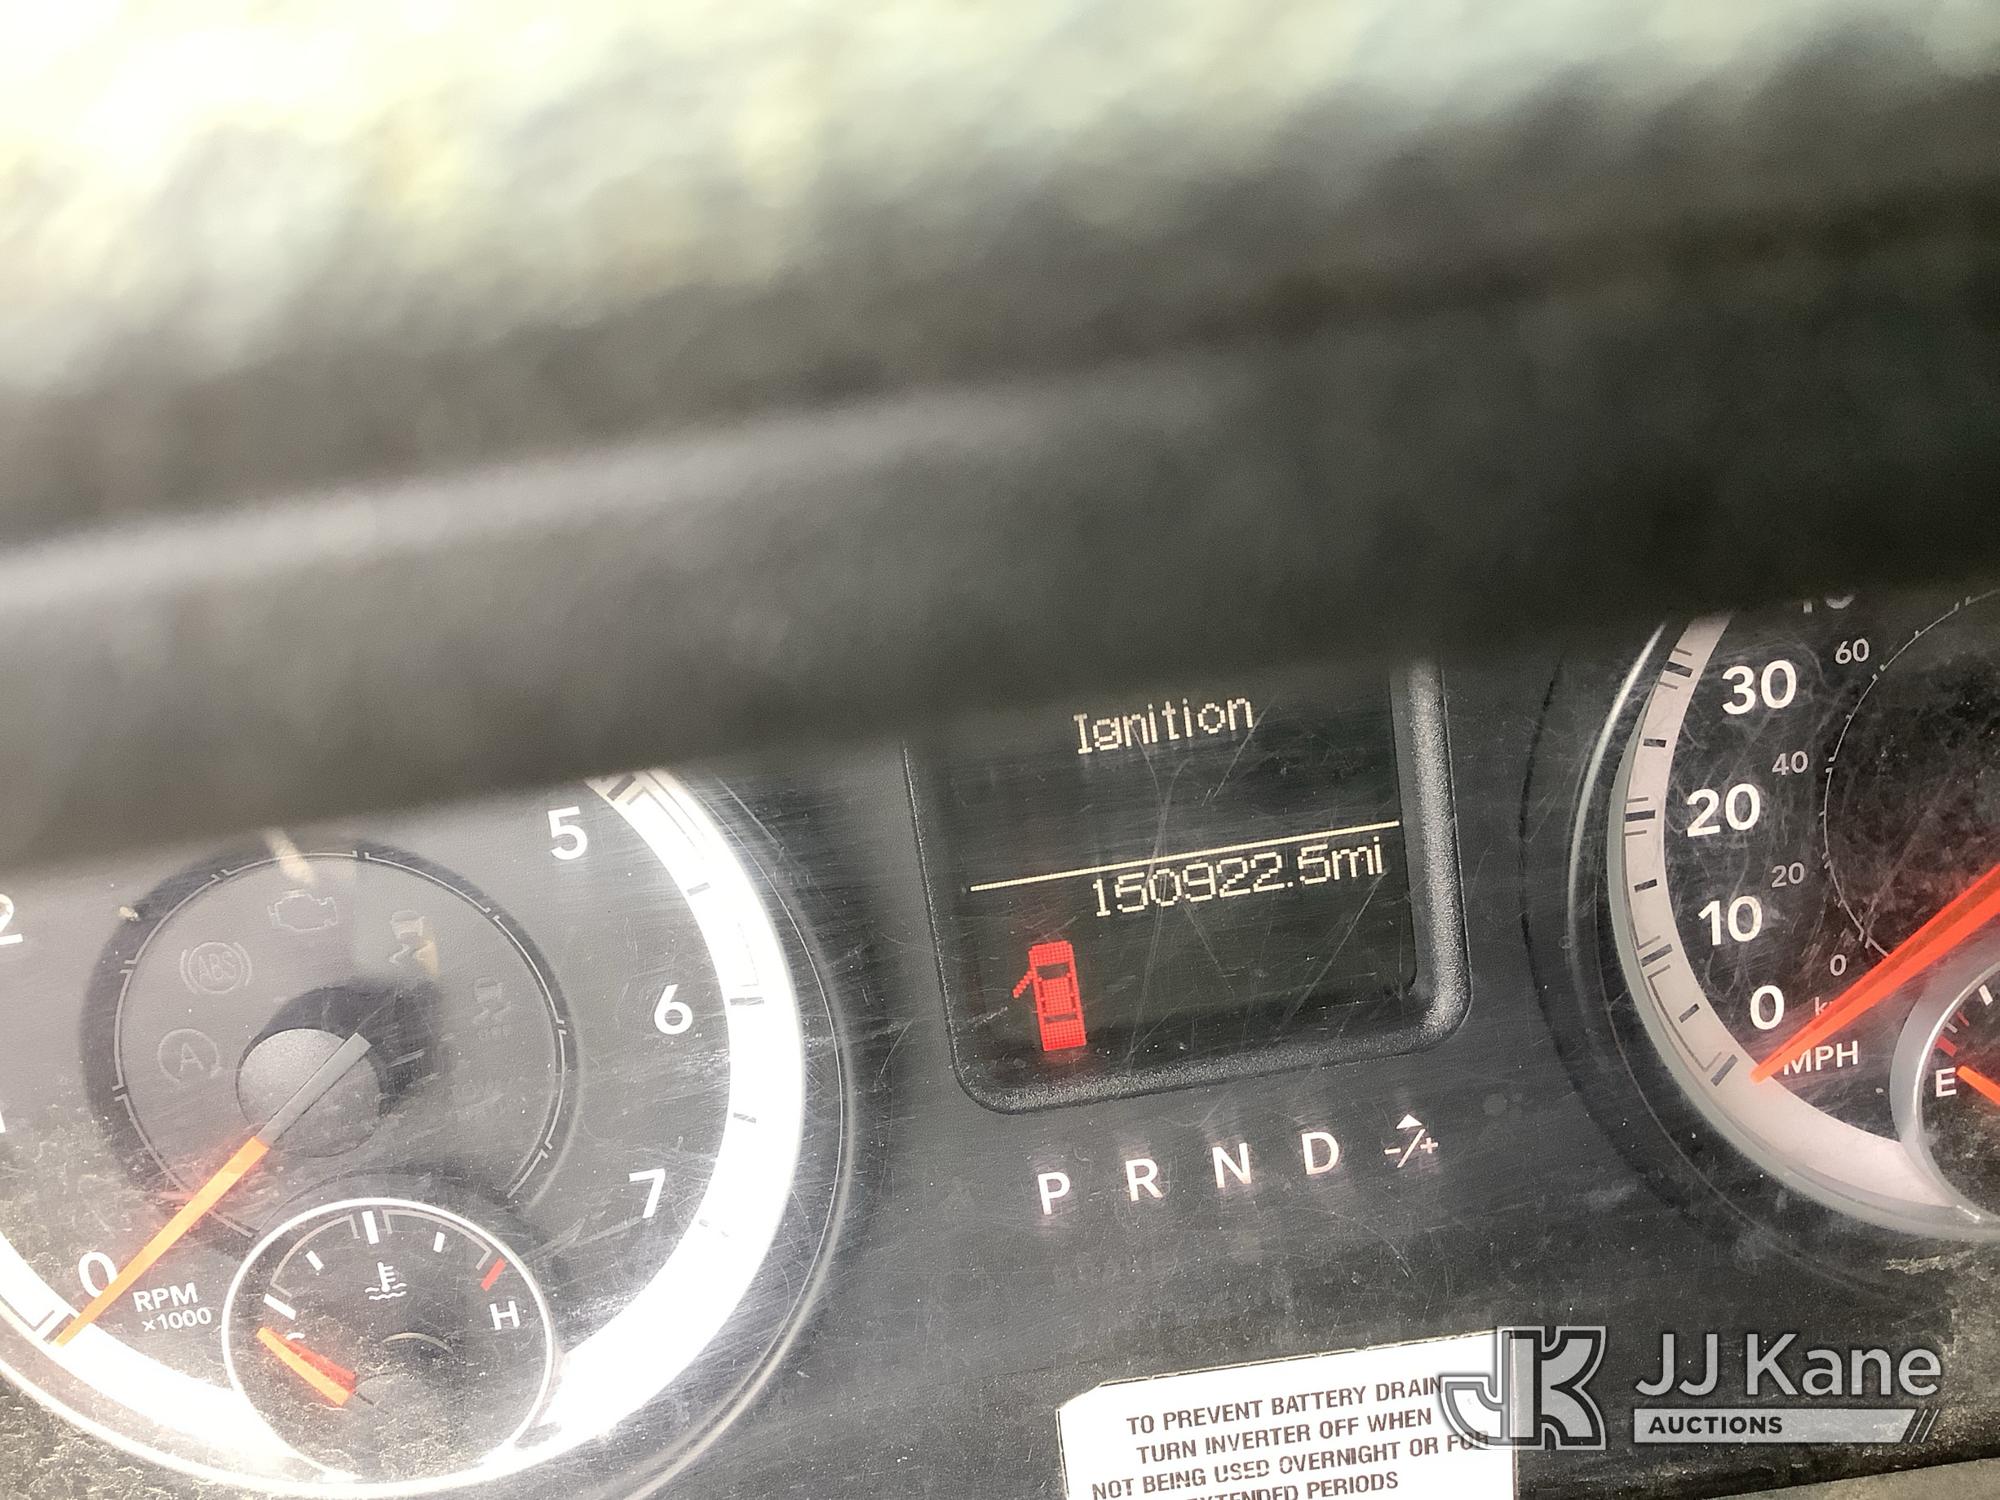 Ignition
150922.5mi
2
5
6
7
0
RPM
x1000
H
ABS
A
P R N D -/+
30
20
10
0
MPH
60
40
20
0
E
TO PREVENT BATTERY DRAIN
TURN INVERTER OFF WHEN
NOT BEING USED OVERNIGHT OR FOR
EXTENDED PERIODS
JK
JJ Kane
AUCTIONS